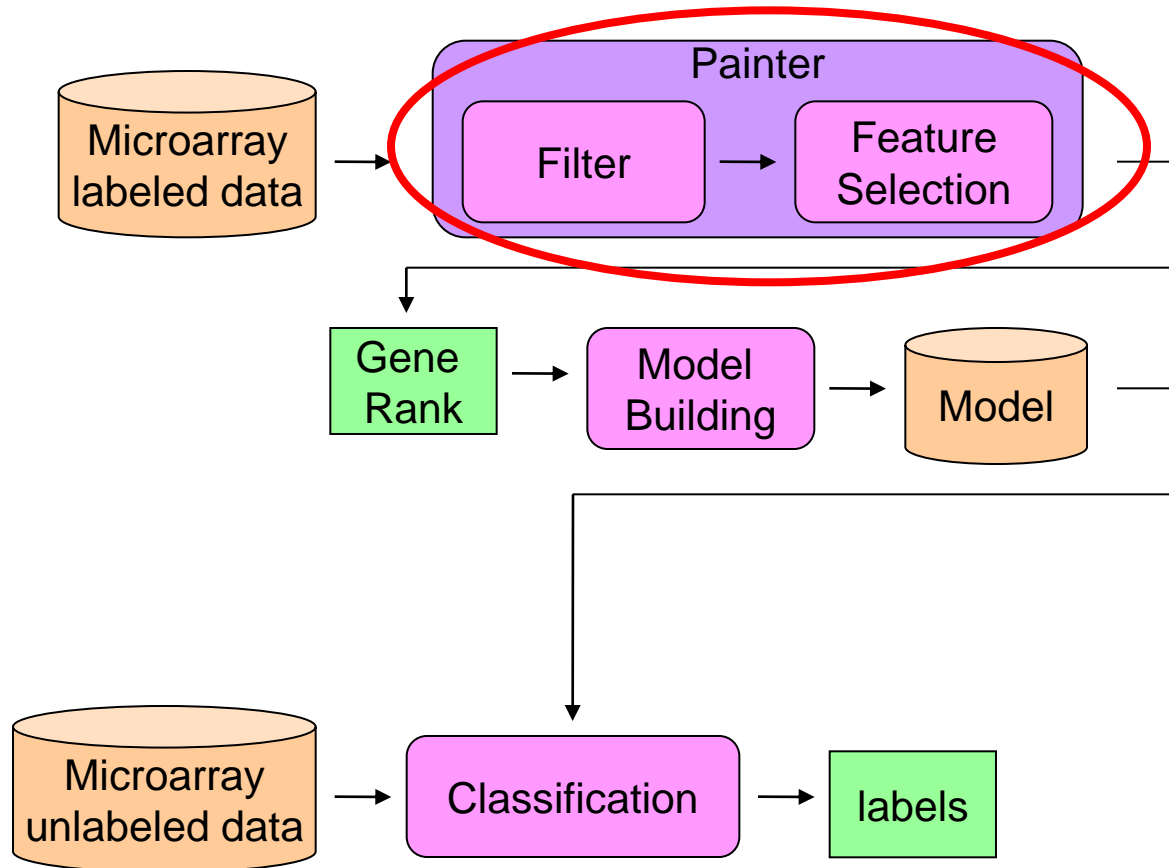 Painter
Microarray
labeled data
Filter
Feature
Selection
Gene
Rank
Model
Building
Model
Microarray
unlabeled data
Classification
labels